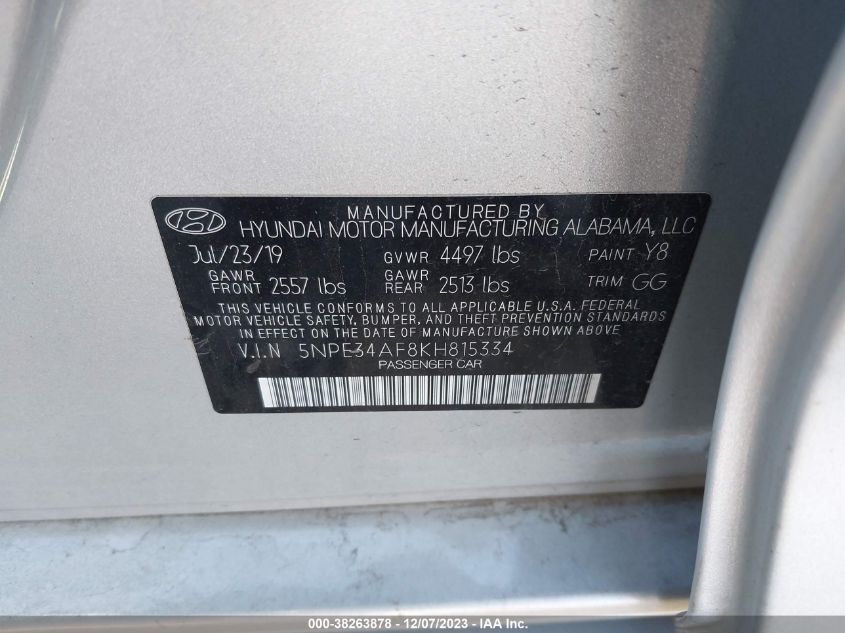 MANUFACTURED BY
HYUNDAI MOTOR MANUFACTURING ALABAMA, LLC
Jul/23/19 GVWR 4497 lbs PAINT Y8
GAWR FRONT 2557 lbs GAWR REAR 2513 lbs TRIM GG
THIS VEHICLE CONFORMS TO ALL APPLICABLE U.S.A. FEDERAL
MOTOR VEHICLE SAFETY, BUMPER, AND THEFT PREVENTION STANDARDS
IN EFFECT ON THE DATE OF MANUFACTURE SHOWN ABOVE.
V.I.N 5NPE34AF8KH815334
PASSENGER CAR
000-38263878 - 12/07/2023 - IAA Inc.